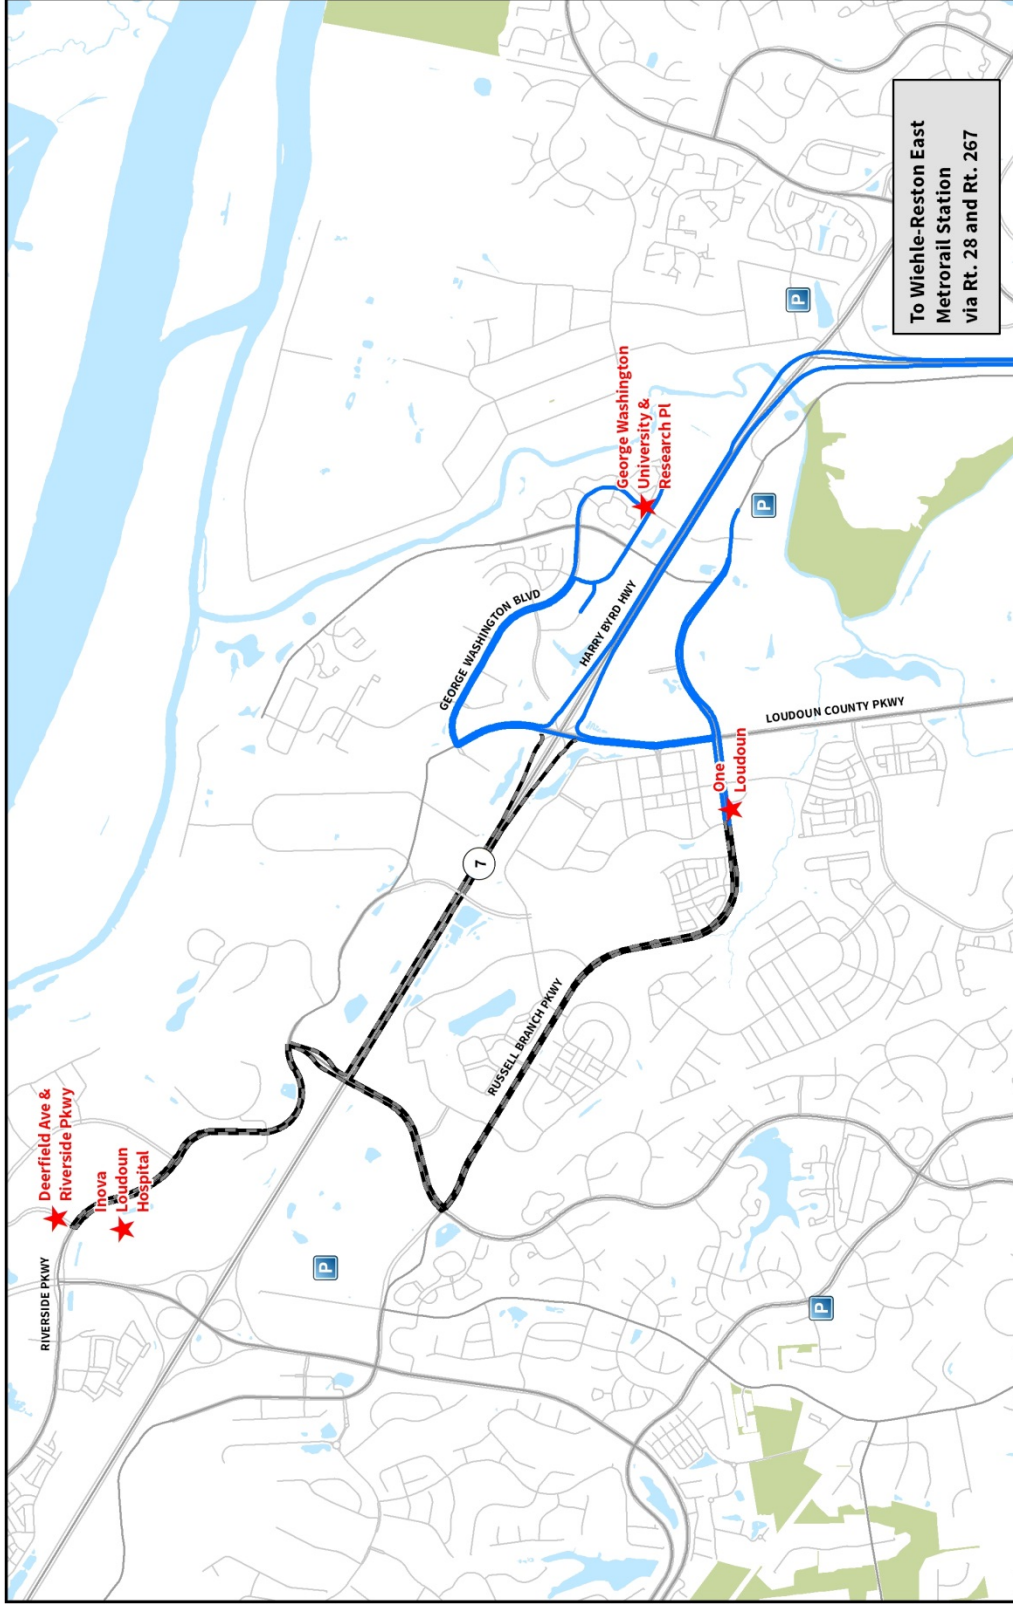 Deerfield Ave &
Riverside Pkwy
Inova
Loudoun
Hospital
RIVERSIDE PKWY
P
RUSSELL BRANCH PKWY
7
GEORGE WASHINGTON BLVD
HARRY BYRD HWY
George Washington
University &
Research Pl
One
Loudoun
LOUDOUN COUNTY PKWY
P
P
P
To Wiehle-Reston East
Metrorail Station
via Rt. 28 and Rt. 267